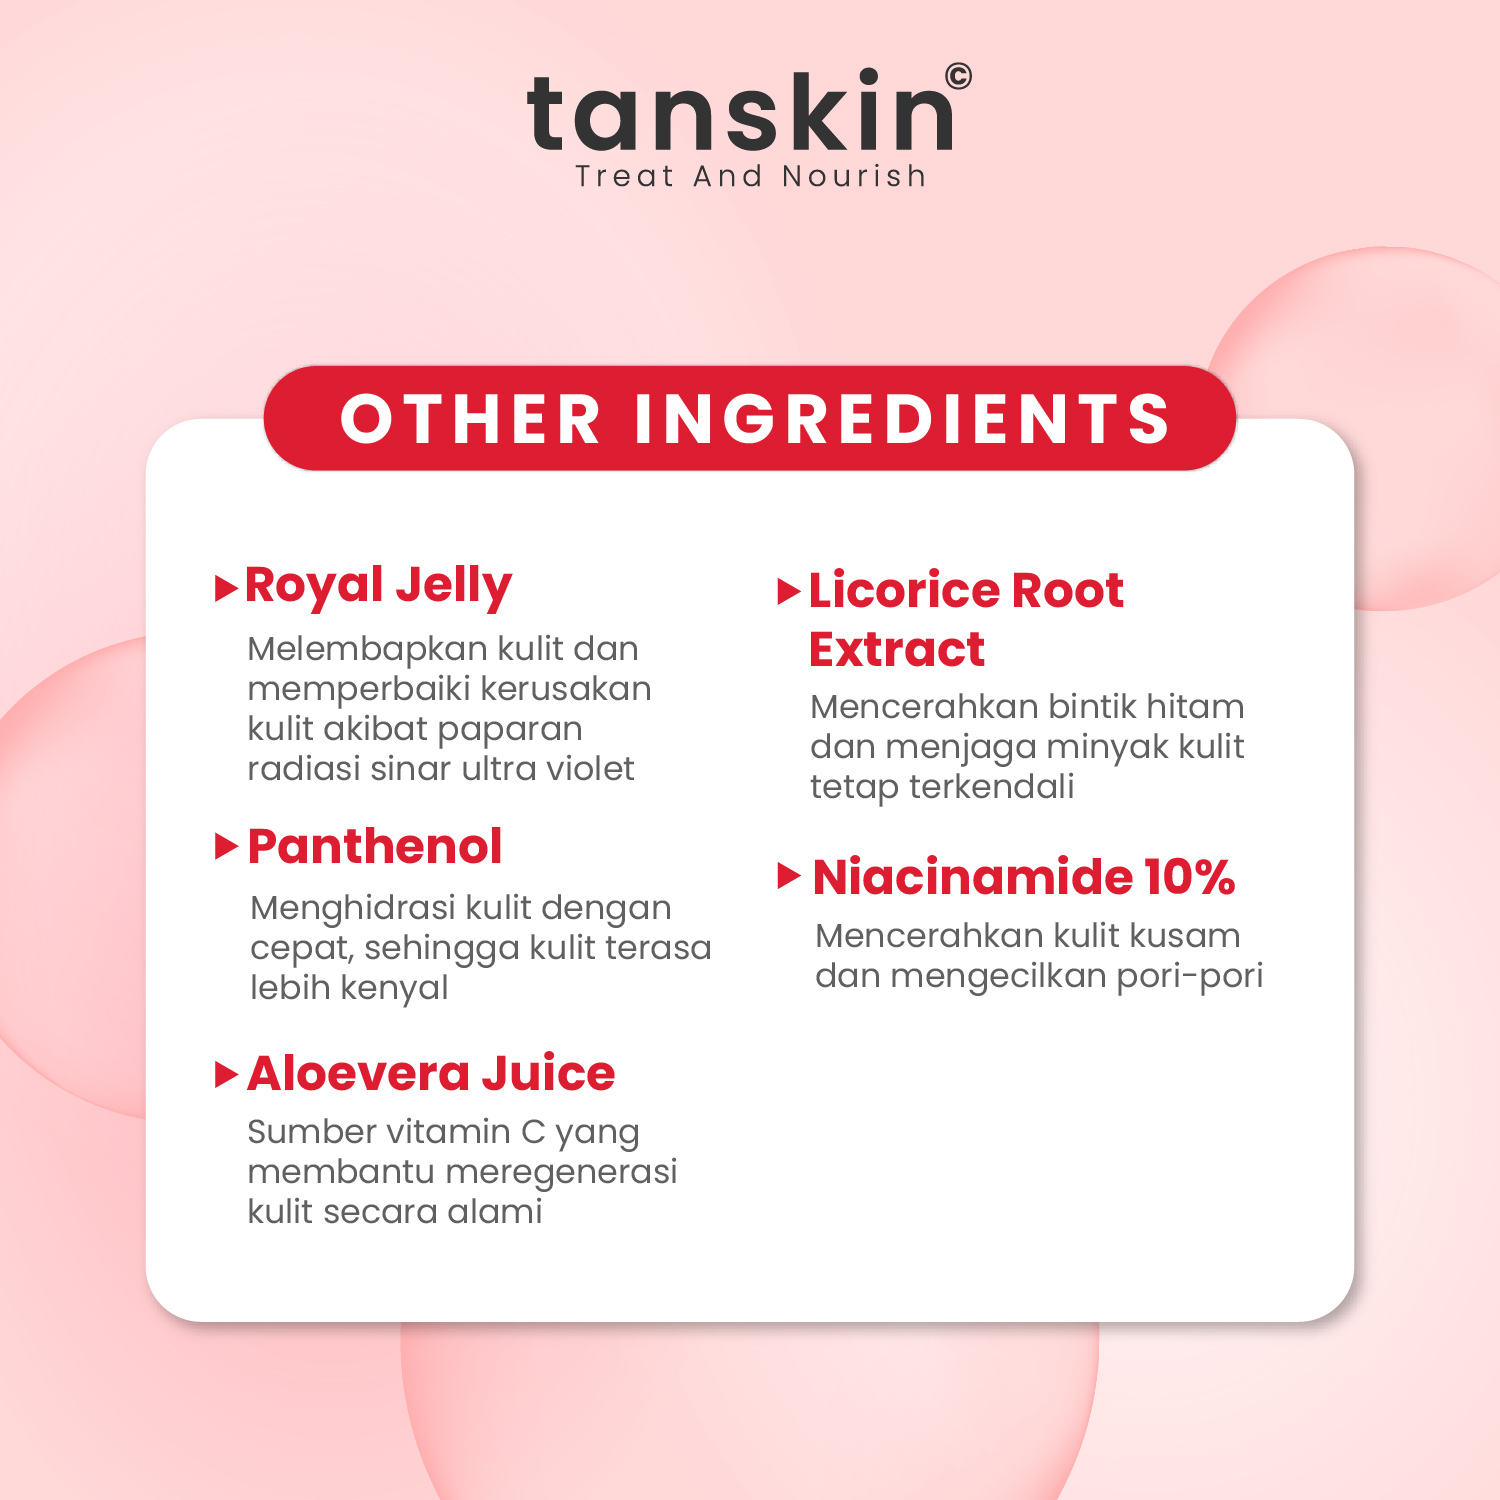 tanskin©
Treat And Nourish
OTHER INGREDIENTS
Royal Jelly
Melembapkan kulit dan
memperbaiki kerusakan
kulit akibat paparan
radiasi sinar ultra violet
Panthenol
Menghidrasi kulit dengan
cepat, sehingga kulit terasa
lebih kenyal
Aloevera Juice
Sumber vitamin C yang
membantu meregenerasi
kulit secara alami
Licorice Root
Extract
Mencerahkan bintik hitam
dan menjaga minyak kulit
tetap terkendali
Niacinamide 10%
Mencerahkan kulit kusam
dan mengecilkan pori-pori